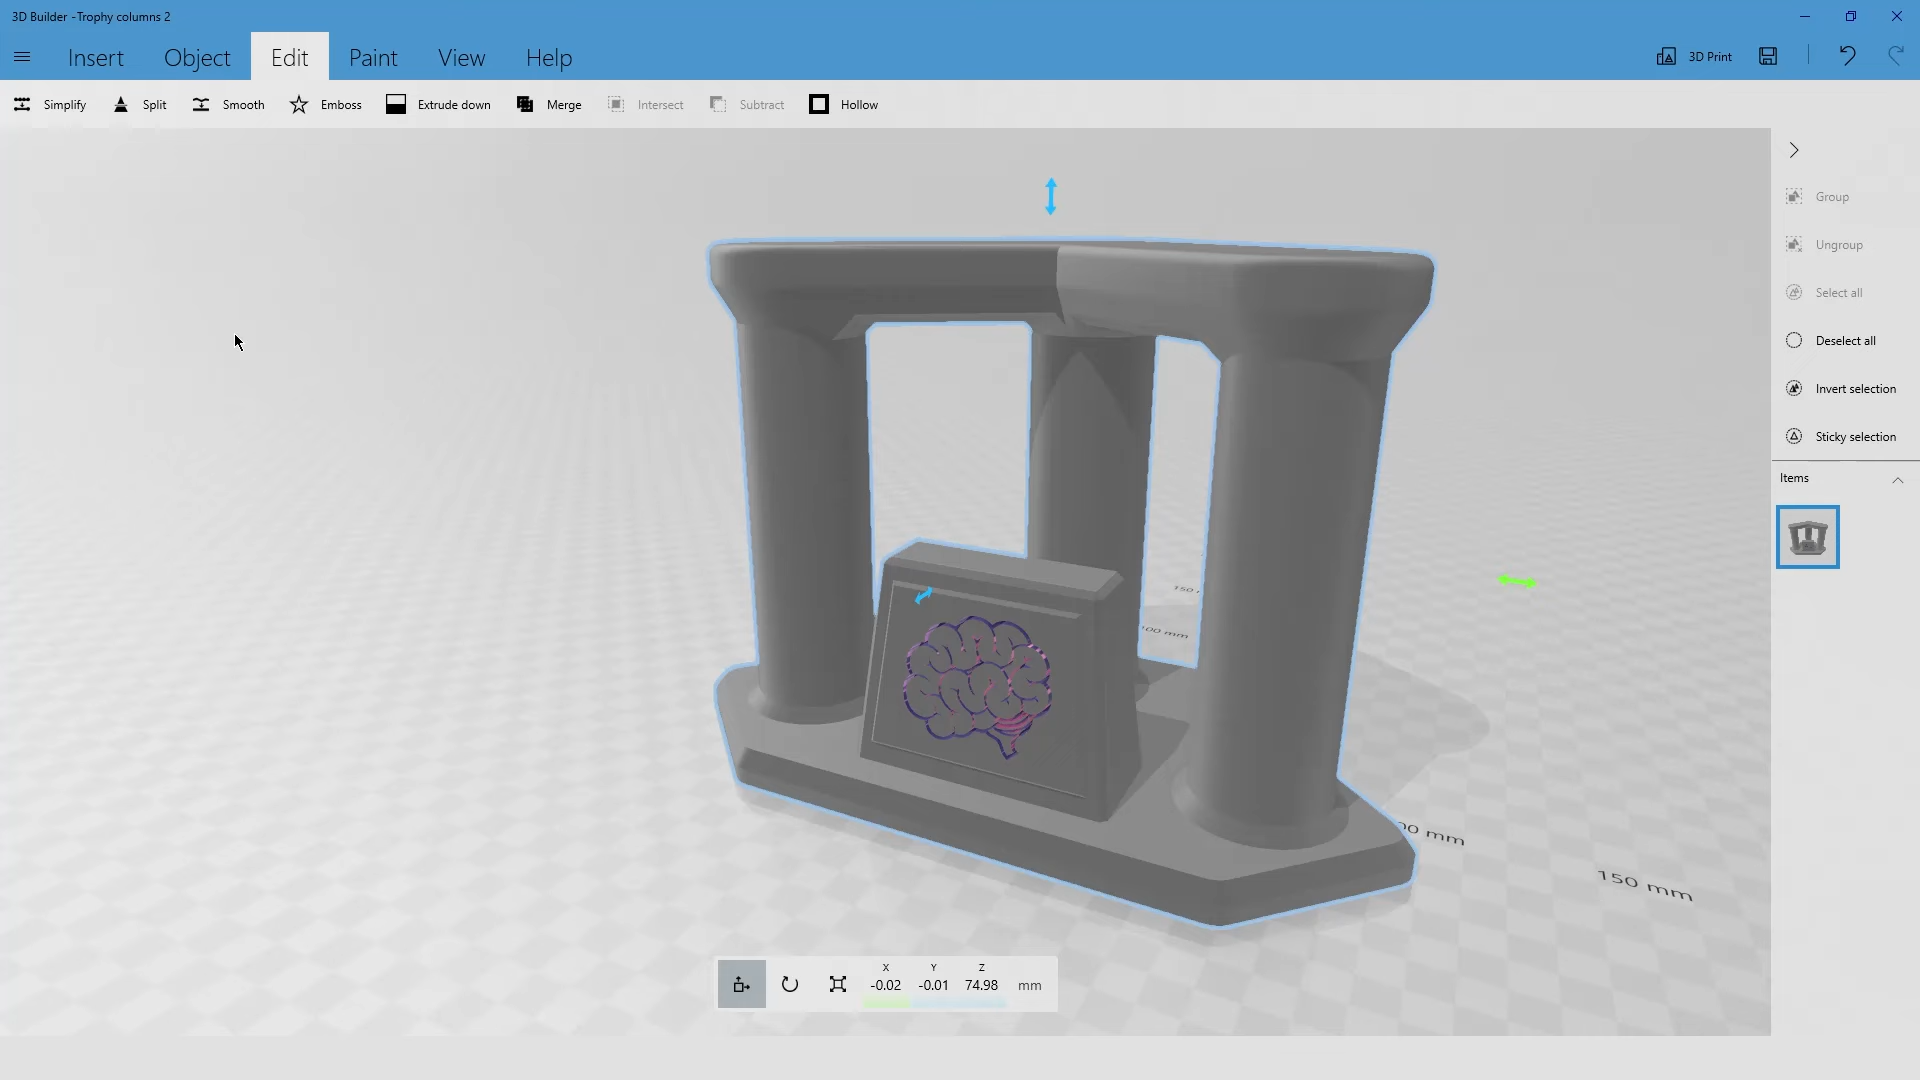 3D Builder -Trophy columns 2
Insert Object Edit Paint View Help
3D Print
Simplify Split Smooth Emboss Extrude down Merge Intersect Subtract Hollow
Group
Ungroup
Select all
Deselect all
Invert selection
Sticky selection
Items
100 mm
150 mm
X Y Z
-0.02 -0.01 74.98 mm